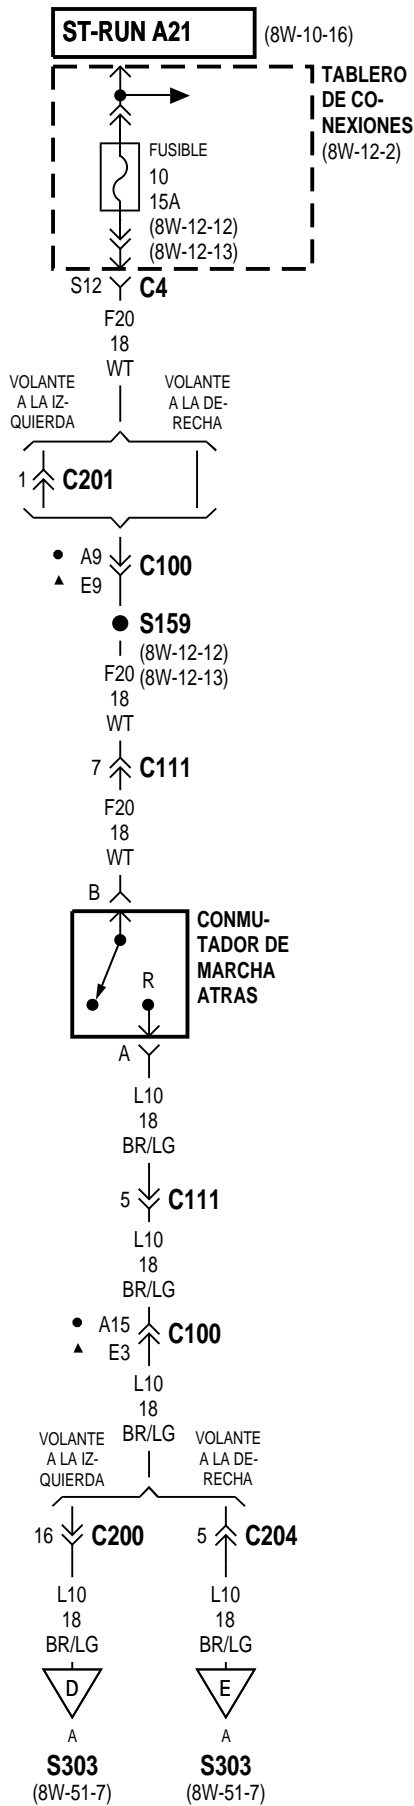 ST-RUN A21 (8W-10-16)
TABLERO
DE CO-
NEXIONES
(8W-12-2)
FUSIBLE
10
15A
(8W-12-12)
(8W-12-13)
S12 C4
F20
18
WT
VOLANTE
A LA IZ-
QUIERDA
VOLANTE
A LA DE-
RECHA
1 C201
A9 C100
E9
S159
(8W-12-12)
(8W-12-13)
F20
18
WT
7 C111
F20
18
WT
B
CONMU-
TADOR DE
MARCHA
ATRAS
R
A
L10
18
BR/LG
5 C111
L10
18
BR/LG
A15 C100
E3
L10
18
BR/LG
VOLANTE
A LA IZ-
QUIERDA
VOLANTE
A LA DE-
RECHA
16 C200
5 C204
L10
18
BR/LG
L10
18
BR/LG
D
E
A
A
S303
(8W-51-7)
S303
(8W-51-7)